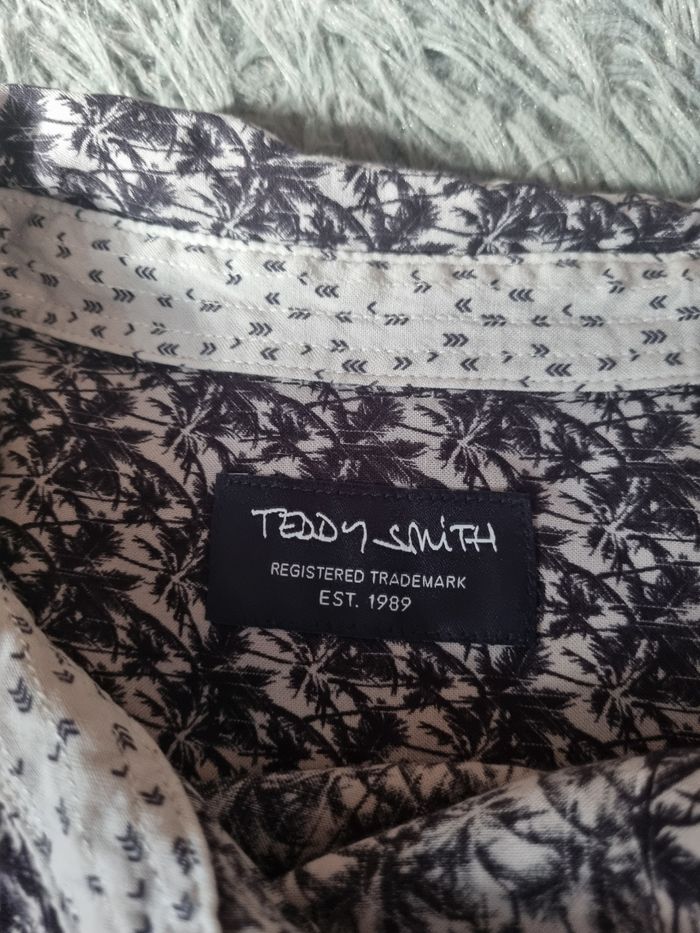 TEDDY SMITH
REGISTERED TRADEMARK
EST. 1989